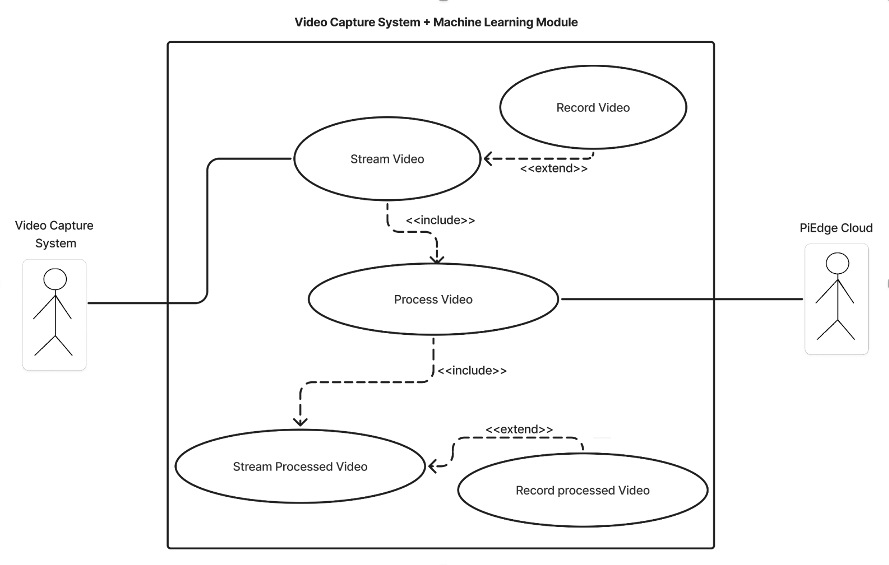 Video Capture System + Machine Learning Module
Record Video
Stream Video
<<extend>>
<<include>>
Video Capture
System
PiEdge Cloud
Process Video
<<include>>
<<extend>>
Stream Processed Video
Record processed Video